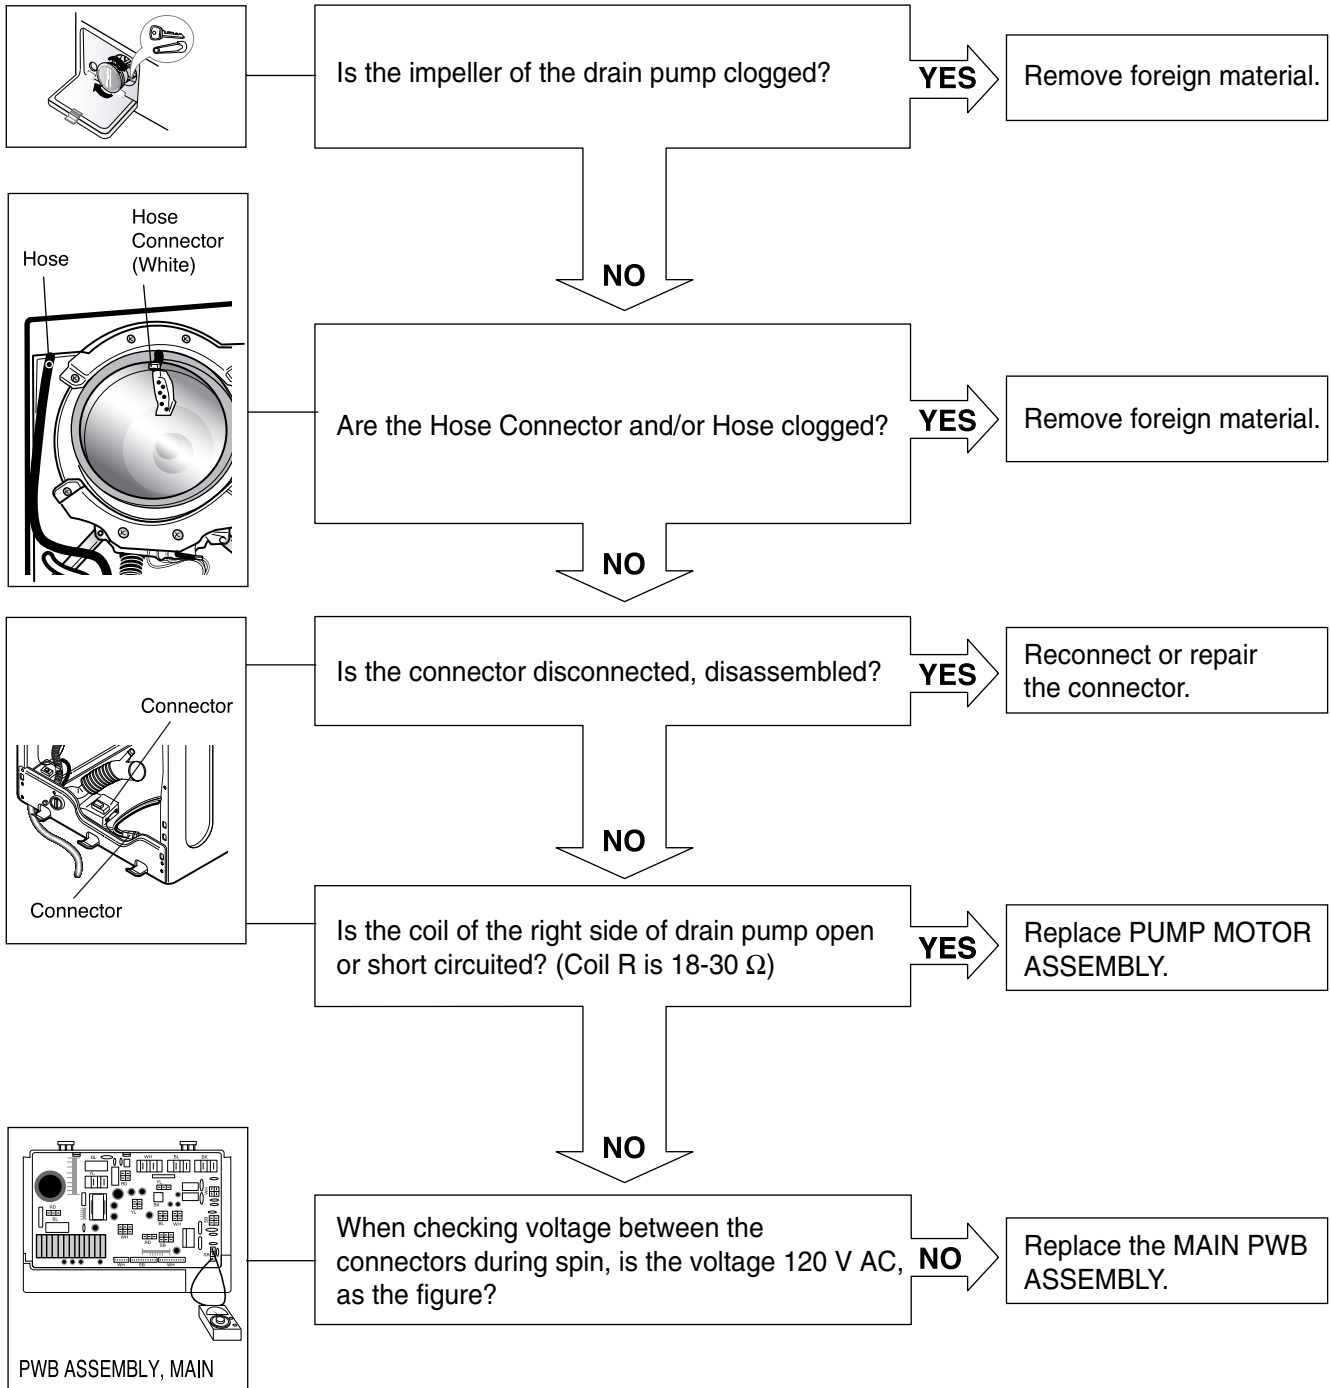 Is the impeller of the drain pump clogged?
YES
Remove foreign material.
NO
Hose
Hose
Connector
(White)
Are the Hose Connector and/or Hose clogged?
YES
Remove foreign material.
NO
Connector
Connector
Is the connector disconnected, disassembled?
YES
Reconnect or repair
the connector.
NO
Is the coil of the right side of drain pump open
or short circuited? (Coil R is 18-30 Ω)
YES
Replace PUMP MOTOR
ASSEMBLY.
NO
PWB ASSEMBLY, MAIN
When checking voltage between the
connectors during spin, is the voltage 120 V AC,
as the figure?
NO
Replace the MAIN PWB
ASSEMBLY.